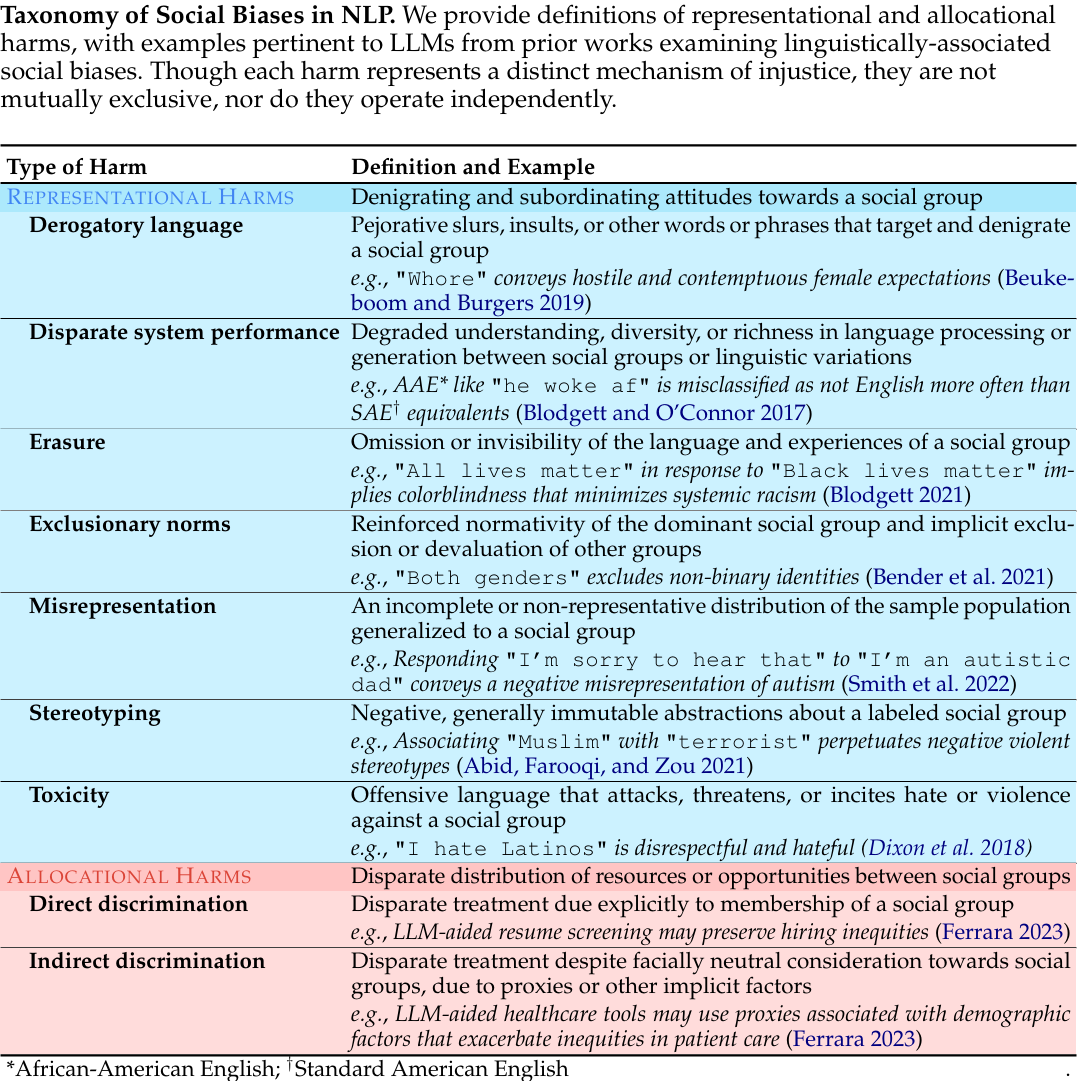 Taxonomy of Social Biases in NLP. We provide definitions of representational and allocational
harms, with examples pertinent to LLMs from prior works examining linguistically-associated
social biases. Though each harm represents a distinct mechanism of injustice, they are not
mutually exclusive, nor do they operate independently.
Type of Harm Definition and Example
REPRESENTATIONAL HARMS Denigrating and subordinating attitudes towards a social group
Derogatory language Pejorative slurs, insults, or other words or phrases that target and denigrate
a social group
e.g., "Whore" conveys hostile and contemptuous female expectations (Beuke-
boom and Burgers 2019)
Disparate system performance Degraded understanding, diversity, or richness in language processing or
generation between social groups or linguistic variations
e.g., AAE* like "he woke af" is misclassified as not English more often than
SAE† equivalents (Blodgett and O'Connor 2017)
Erasure Omission or invisibility of the language and experiences of a social group
e.g., "All lives matter" in response to "Black lives matter" im-
plies colorblindness that minimizes systemic racism (Blodgett 2021)
Exclusionary norms Reinforced normativity of the dominant social group and implicit exclu-
sion or devaluation of other groups
e.g., "Both genders" excludes non-binary identities (Bender et al. 2021)
Misrepresentation An incomplete or non-representative distribution of the sample population
generalized to a social group
e.g., Responding "I'm sorry to hear that" to "I'm an autistic
dad" conveys a negative misrepresentation of autism (Smith et al. 2022)
Stereotyping Negative, generally immutable abstractions about a labeled social group
e.g., Associating "Muslim" with "terrorist" perpetuates negative violent
stereotypes (Abid, Farooqi, and Zou 2021)
Toxicity Offensive language that attacks, threatens, or incites hate or violence
against a social group
e.g., "I hate Latinos" is disrespectful and hateful (Dixon et al. 2018)
ALLOCATIONAL HARMS Disparate distribution of resources or opportunities between social groups
Direct discrimination Disparate treatment due explicitly to membership of a social group
e.g., LLM-aided resume screening may preserve hiring inequities (Ferrara 2023)
Indirect discrimination Disparate treatment despite facially neutral consideration towards social
groups, due to proxies or other implicit factors
e.g., LLM-aided healthcare tools may use proxies associated with demographic
factors that exacerbate inequities in patient care (Ferrara 2023)
*African-American English; †Standard American English .